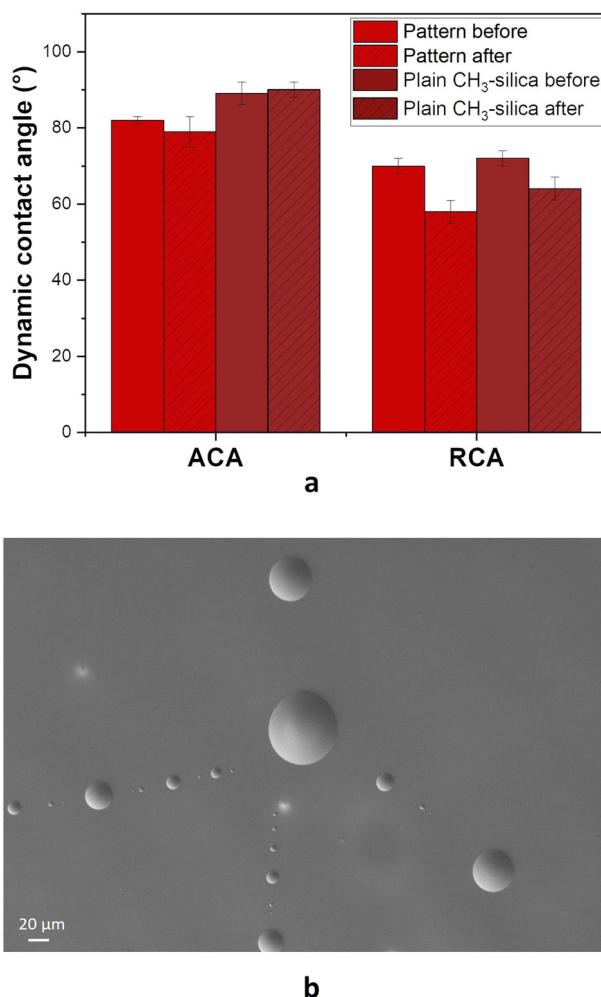 Dynamic contact angle (°)
100
80
60
40
20
0
Pattern before
Pattern after
Plain CH₃-silica before
Plain CH₃-silica after
ACA
RCA
a
20 µm
b